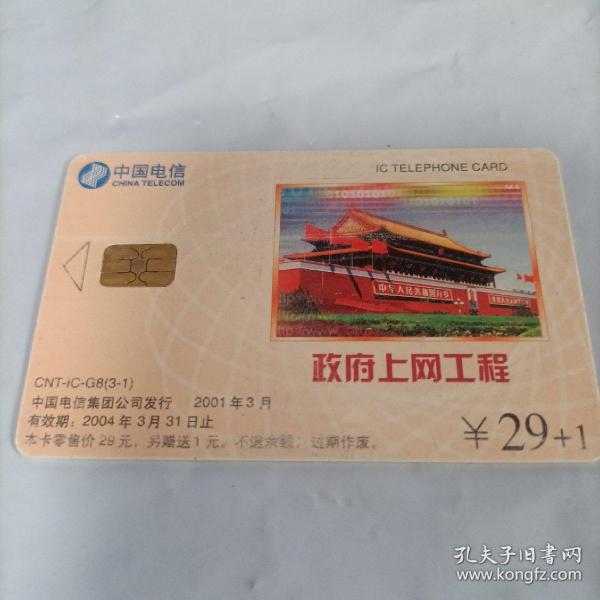 中国电信
CHINA TELECOM
IC TELEPHONE CARD
01010101010
中华人民共和国万岁
政府上网工程
CNT-IC-G8(3-1)
中国电信集团公司发行 2001年3月
有效期：2004年3月31日止
本卡零售价29元，另赠送1元。不退余额，过期作废。
¥29+1
孔夫子旧书网
www.kongfz.com